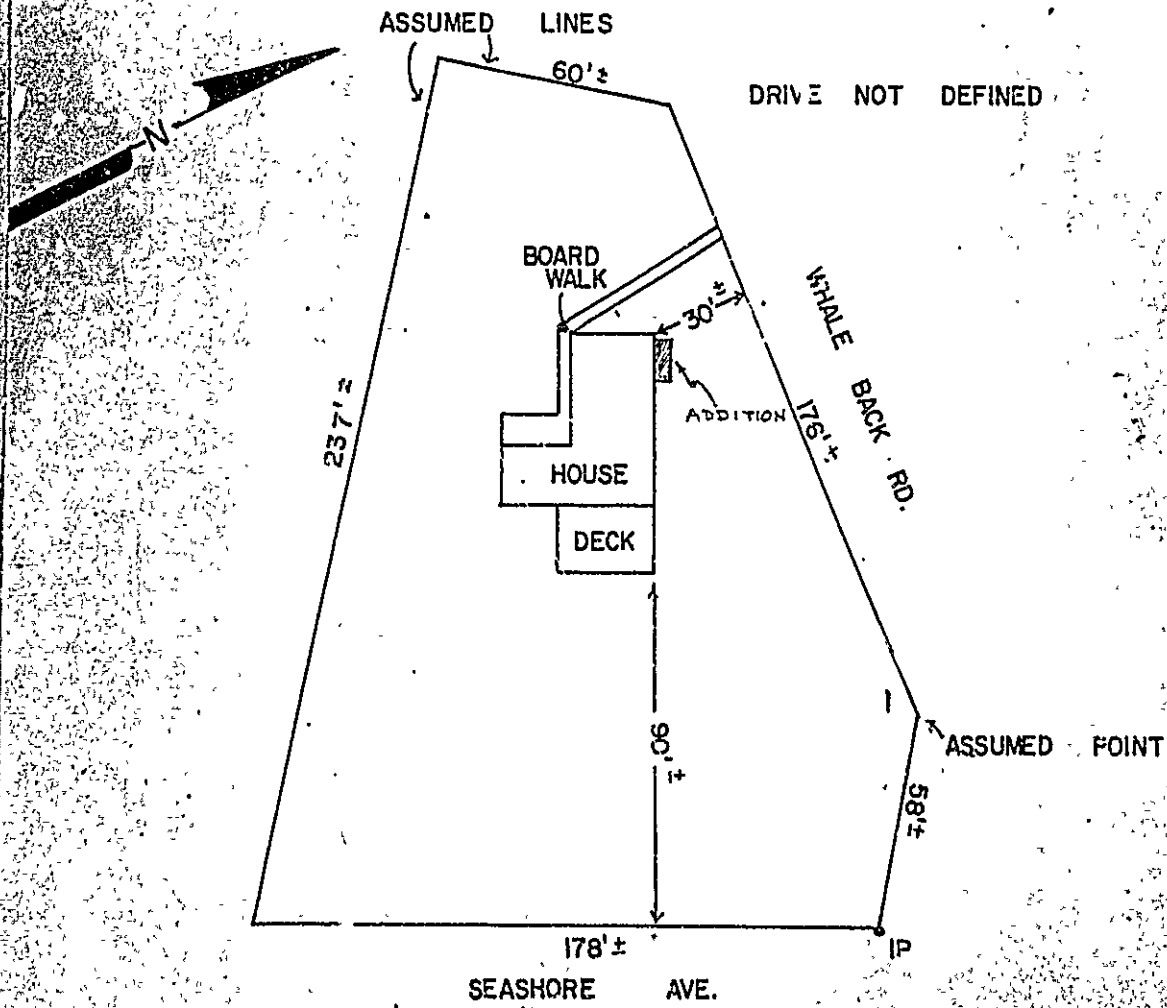 ASSUMED LINES
60'±
DRIVE NOT DEFINED
N
BOARD
WALK
30'±
WHALE BACK RD.
ADDITION
176'±
237'±
HOUSE
DECK
90'±
ASSUMED POINT
58'±
178'±
IP
SEASHORE AVE.